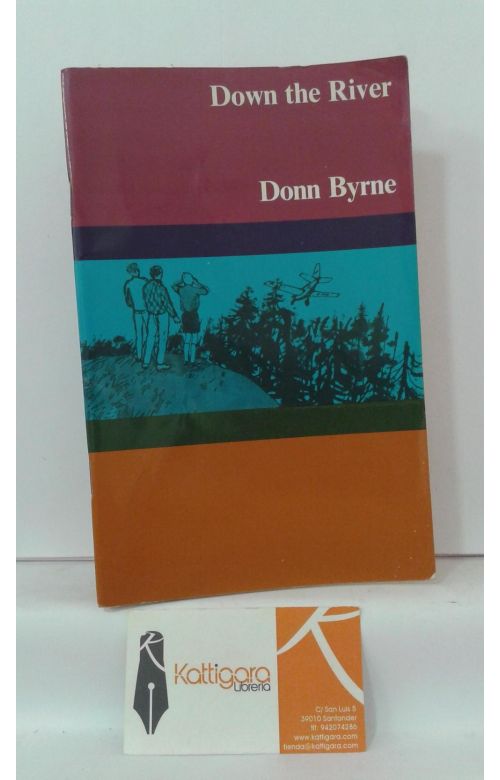 Down the River
Donn Byrne
Kattigara
Librería
C/ San Luis 5
39010 Santander
tlf: 942074286
www.kattigara.com
tienda@kattigara.com